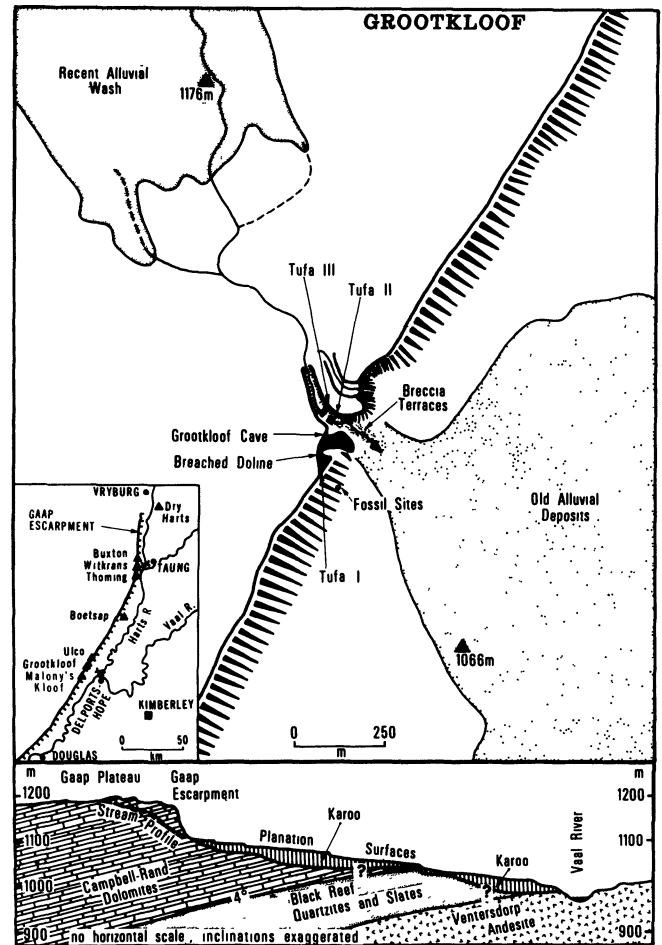 GROOTKLOOF
Recent Alluvial
Wash
1176m
Tufa III
Tufa II
Breccia
Terraces
Grootkloof Cave
Breached Doline
Fossil Sites
Old Alluvial
Deposits
Tufa I
1066m
0 250
m
VRYBURG
Dry
Harts
GAAP
ESCARPMENT
Buxton
Witkrans
Thoming
TAUNG
Boetsap
Harts R
Vaal R.
Ulco
Grootkloof
Malony's
Kloof
DELPORTS-
HOPE
KIMBERLEY
0 50
km
DOUGLAS
m Gaap Plateau Gaap m
1200 Escarpment 1200
Stream Profile
Karoo
Planation Surfaces
Vaal River
1100 1100
Karoo
Campbell-Rand
Dolomites
1000 1000
4°
? ?
Black Reef
Quartzites and Slates
Ventersdorp
Andesite
900 no horizontal scale, inclinations exaggerated 900